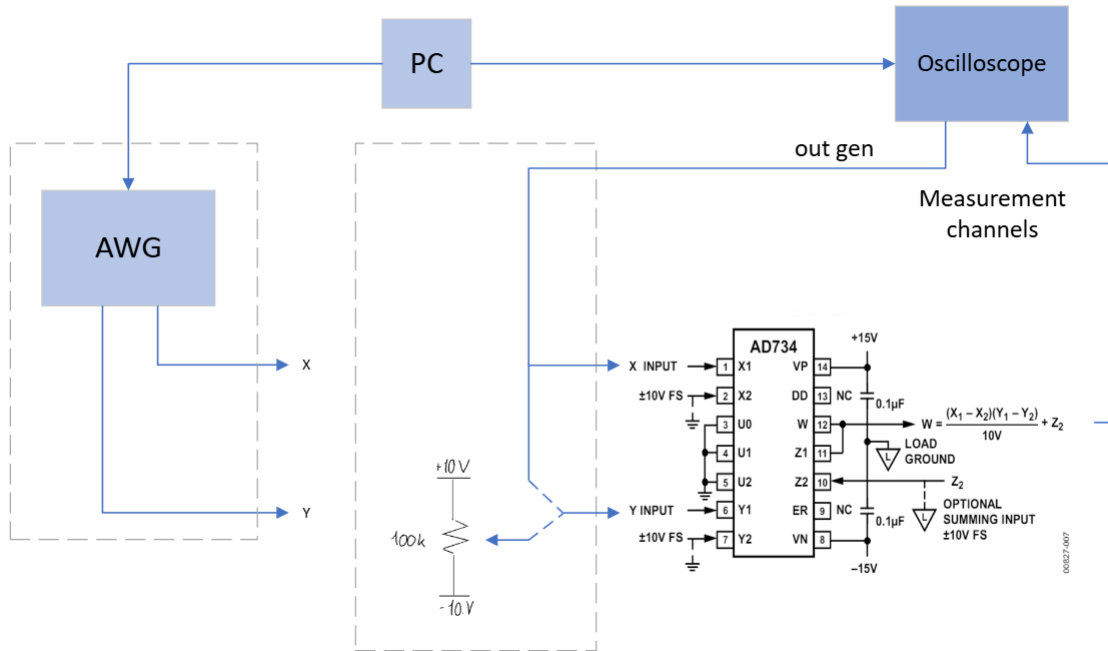 PC
Oscilloscope
out gen
Measurement
channels
AWG
X
Y
+10V
100k
-10.V
X INPUT
±10V FS
Y INPUT
±10V FS
AD734
1 X1
2 X2
3 U0
4 U1
5 U2
6 Y1
7 Y2
VP 14
DD 13 NC
W 12
Z1 11
Z2 10
ER 9 NC
VN 8
+15V
0.1µF
W = (X1 – X2)(Y1 – Y2) / 10V + Z2
L
LOAD
GROUND
Z2
L
OPTIONAL
SUMMING INPUT
±10V FS
0.1µF
–15V
00827-007